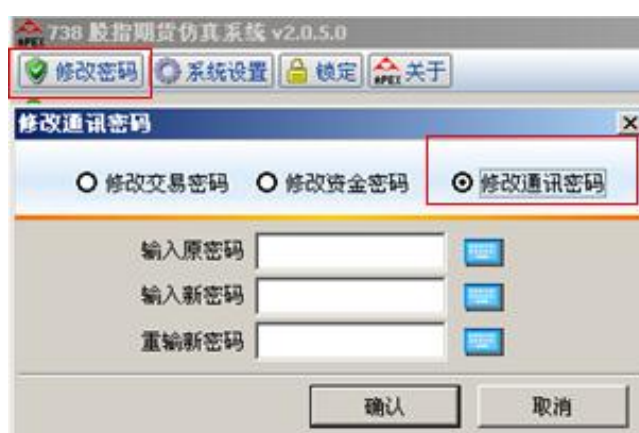 738 股指期货仿真系统 v2.0.5.0
修改密码 系统设置 锁定 APEX 关于
修改通讯密码
修改交易密码 修改资金密码 修改通讯密码
输入原密码
输入新密码
重输新密码
确认 取消